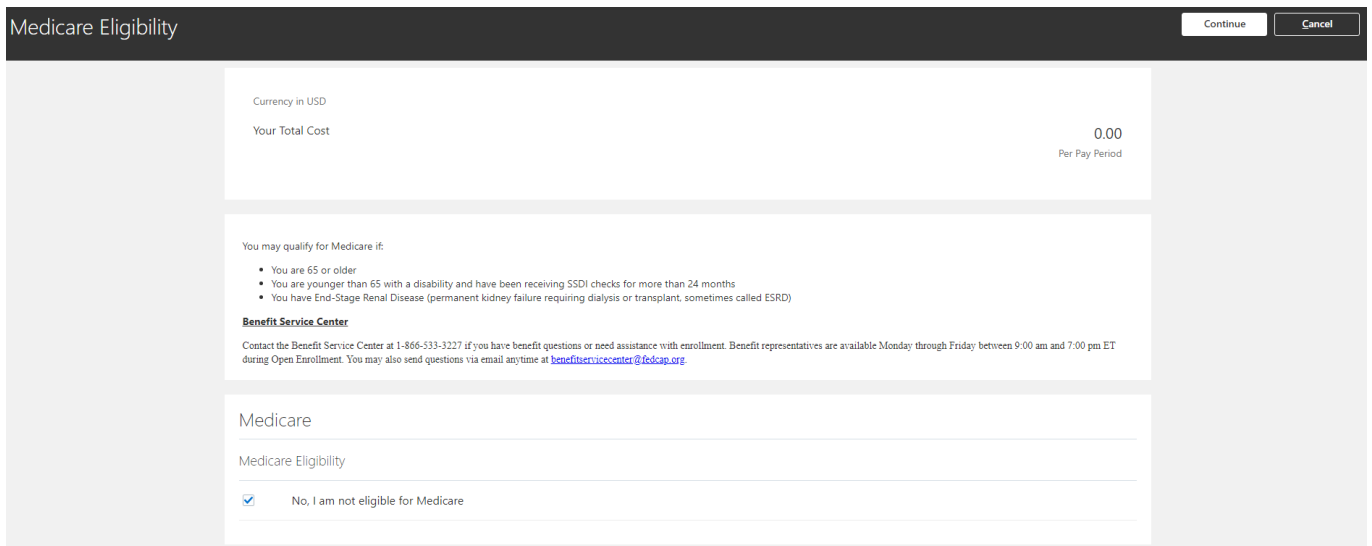 Medicare Eligibility
Continue
Cancel
Currency in USD
Your Total Cost
0.00
Per Pay Period
You may qualify for Medicare if:
• You are 65 or older
• You are younger than 65 with a disability and have been receiving SSDI checks for more than 24 months
• You have End-Stage Renal Disease (permanent kidney failure requiring dialysis or transplant, sometimes called ESRD)
Benefit Service Center
Contact the Benefit Service Center at 1-866-533-3227 if you have benefit questions or need assistance with enrollment. Benefit representatives are available Monday through Friday between 9:00 am and 7:00 pm ET
during Open Enrollment. You may also send questions via email anytime at benefitservicecenter@fedcap.org.
Medicare
Medicare Eligibility
No, I am not eligible for Medicare